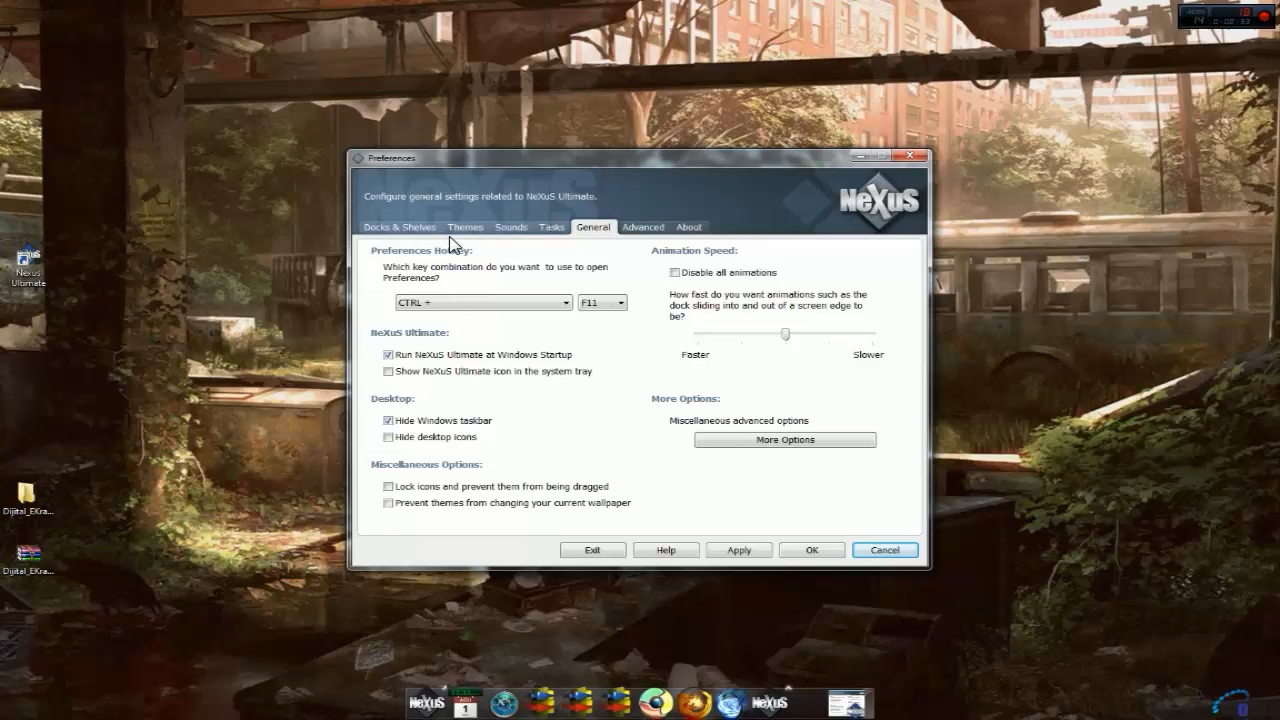 Preferences
Configure general settings related to NeXuS Ultimate.
NeXuS
Docks & Shelves Themes Sounds Tasks General Advanced About
Preferences Hotkey:
Which key combination do you want to use to open
Preferences?
CTRL + F11
NeXuS Ultimate:
Run NeXuS Ultimate at Windows Startup
Show NeXuS Ultimate icon in the system tray
Desktop:
Hide Windows taskbar
Hide desktop icons
Miscellaneous Options:
Lock icons and prevent them from being dragged
Prevent themes from changing your current wallpaper
Animation Speed:
Disable all animations
How fast do you want animations such as the
dock sliding into and out of a screen edge to
be?
Faster Slower
More Options:
Miscellaneous advanced options
More Options
Exit Help Apply OK Cancel
Nexus
Ultimate
Dijital_EKra...
Dijital_EKra...
NeXuS
1
NeXuS
14
0